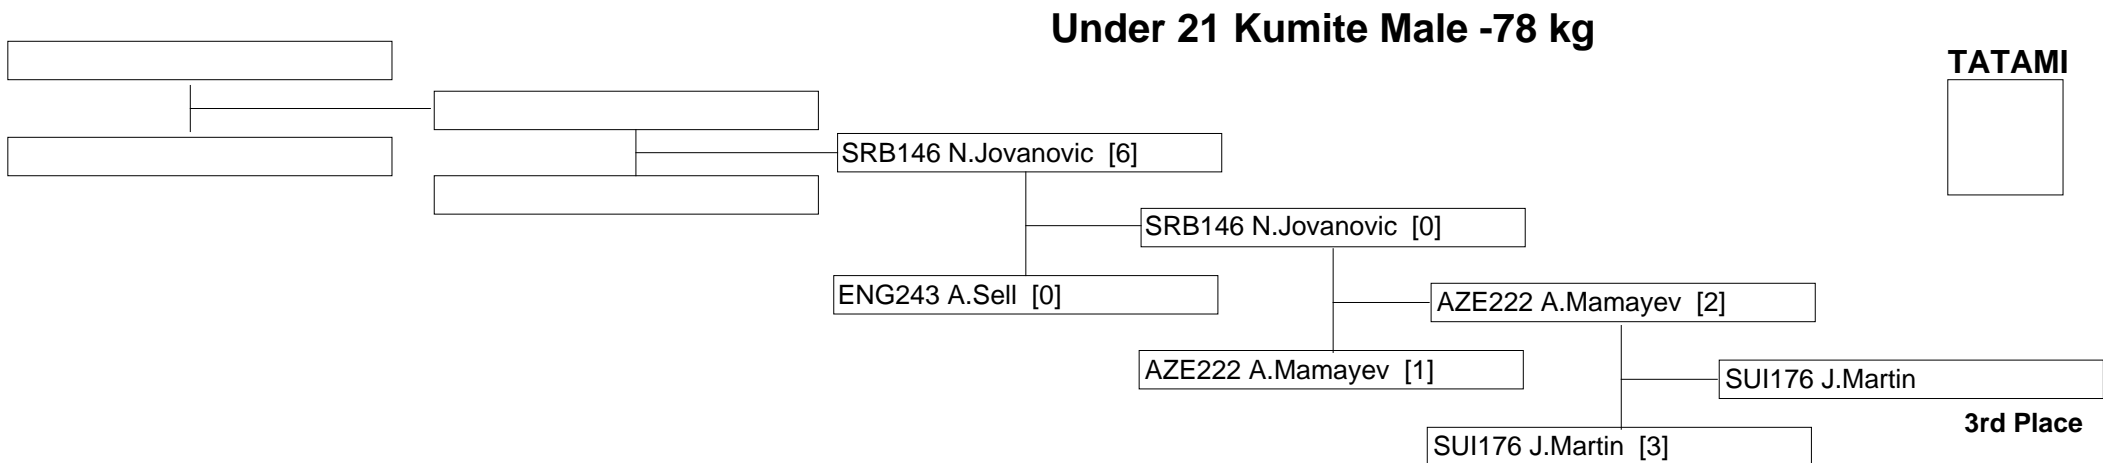 Under 21 Kumite Male -78 kg
TATAMI
SRB146 N.Jovanovic [6]
SRB146 N.Jovanovic [0]
ENG243 A.Sell [0]
AZE222 A.Mamayev [2]
AZE222 A.Mamayev [1]
SUI176 J.Martin
3rd Place
SUI176 J.Martin [3]